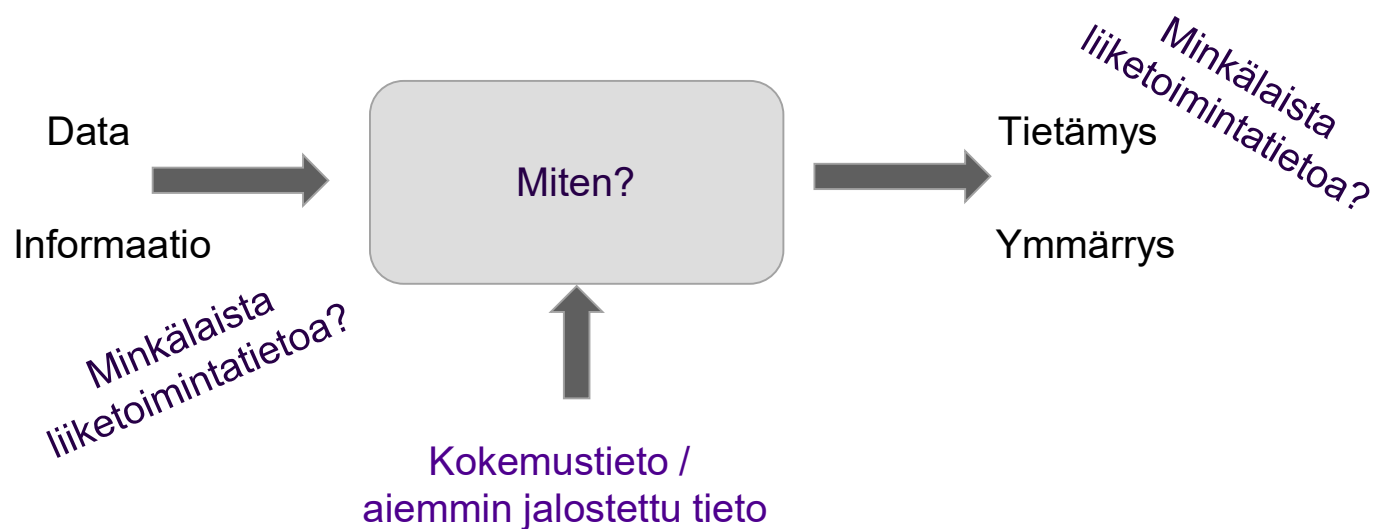 Data
Informaatio
Minkälaista
liiketoimintatietoa?
Miten?
Kokemustieto /
aiemmin jalostettu tieto
Tietämys
Ymmärrys
Minkälaista
liiketoimintatietoa?